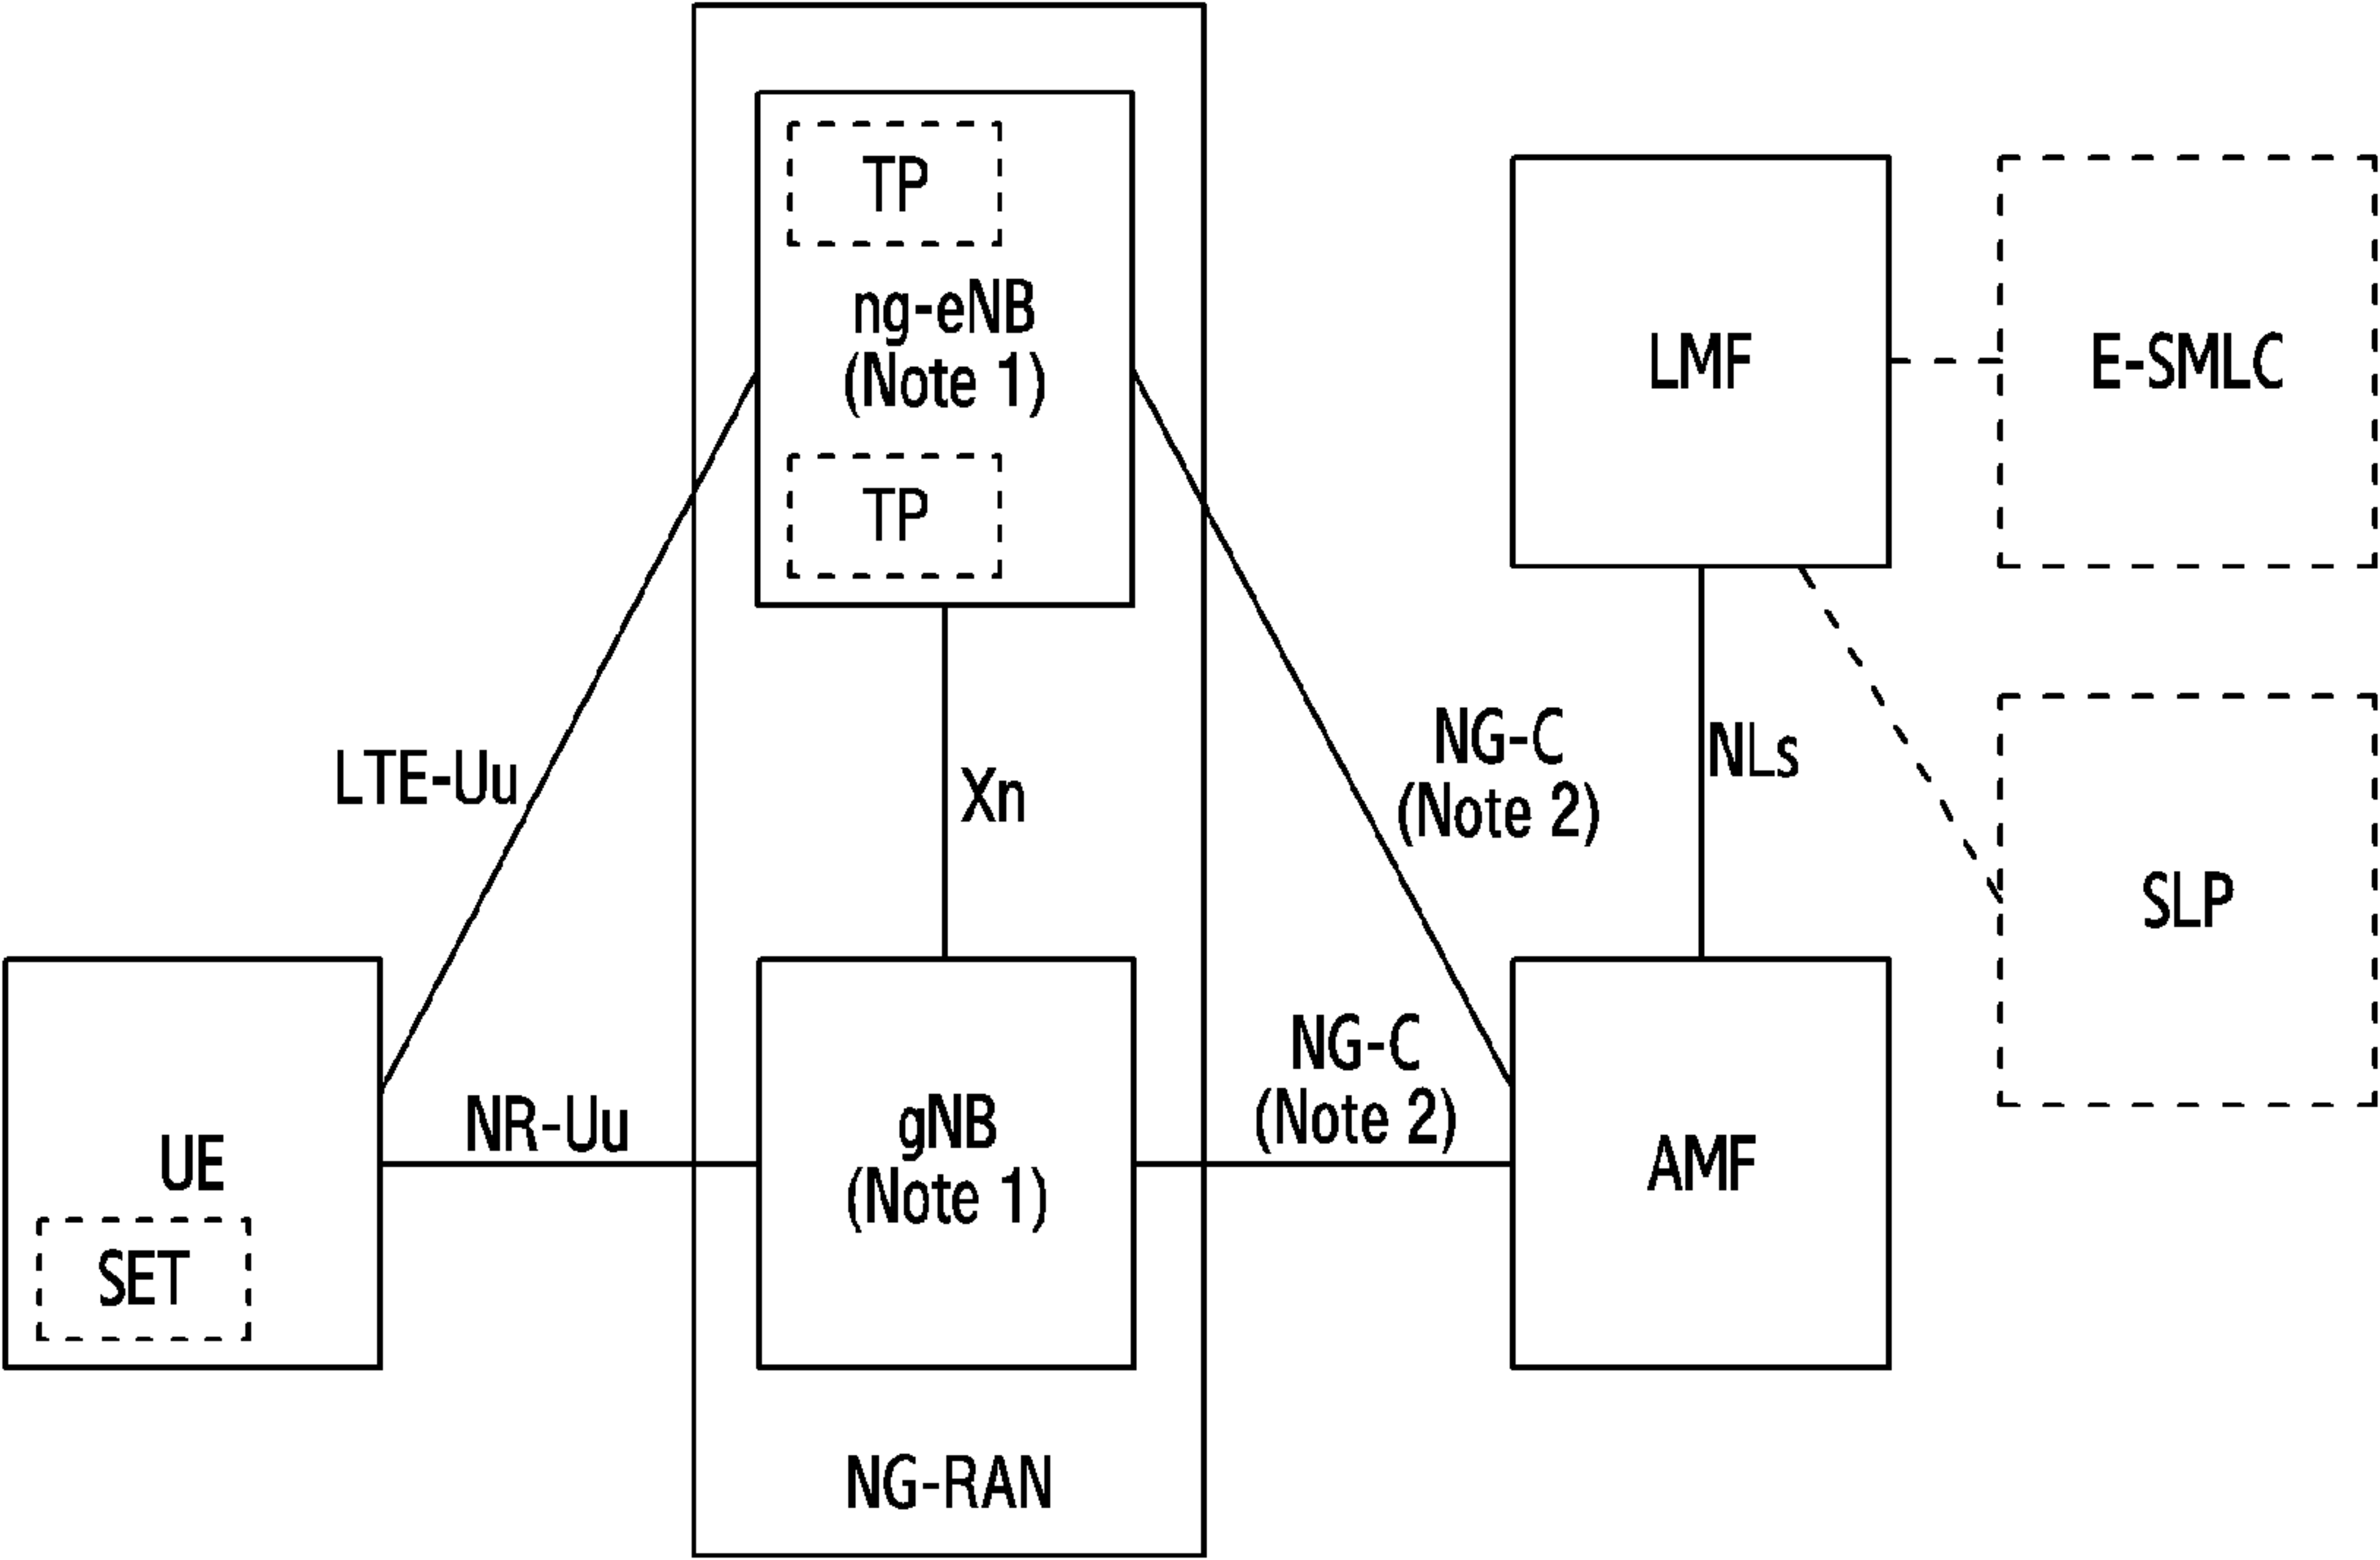 TP
ng-eNB
(Note 1)
TP
LMF
E-SMLC
LTE-Uu
Xn
NG-C
(Note 2)
NLs
SLP
UE
SET
NR-Uu
gNB
(Note 1)
NG-C
(Note 2)
AMF
NG-RAN